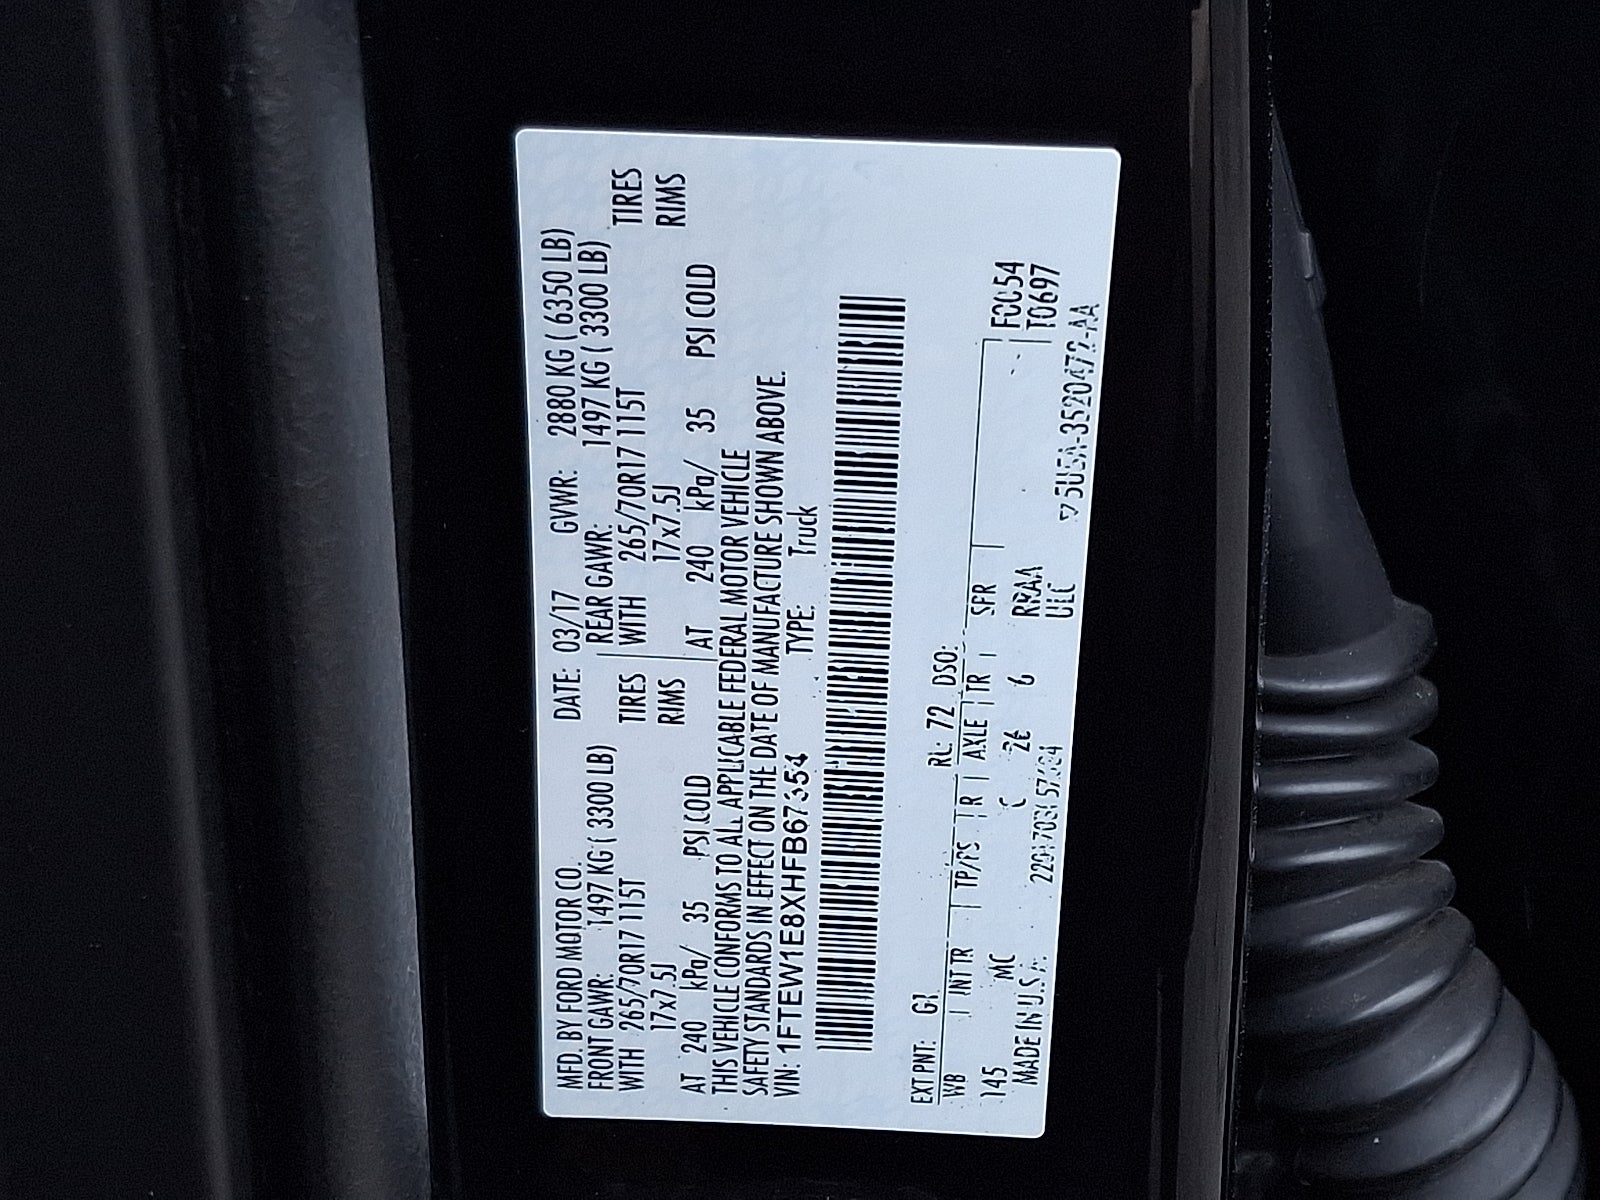 MFD. BY FORD MOTOR CO. DATE: 03/17 GVWR: 2880 KG ( 6350 LB)
FRONT GAWR: 1497 KG ( 3300 LB) REAR GAWR: 1497 KG ( 3300 LB)
WITH 265/70R17 115T TIRES WITH 265/70R17 115T TIRES
17x7.5J RIMS 17x7.5J RIMS
AT 240 kPa/ 35 PSI COLD AT 240 kPa/ 35 PSI COLD
THIS VEHICLE CONFORMS TO ALL APPLICABLE FEDERAL MOTOR VEHICLE
SAFETY STANDARDS IN EFFECT ON THE DATE OF MANUFACTURE SHOWN ABOVE.
VIN: 1FTEW1E8XHFB67354 TYPE: Truck
EXT PNT: G1 RC: 72 DSO: F0054
WB INT TR TP/PS R AXLE TR SPR T0697
145 MC 26 6 RRAA
MADE IN U.S.A. UEC